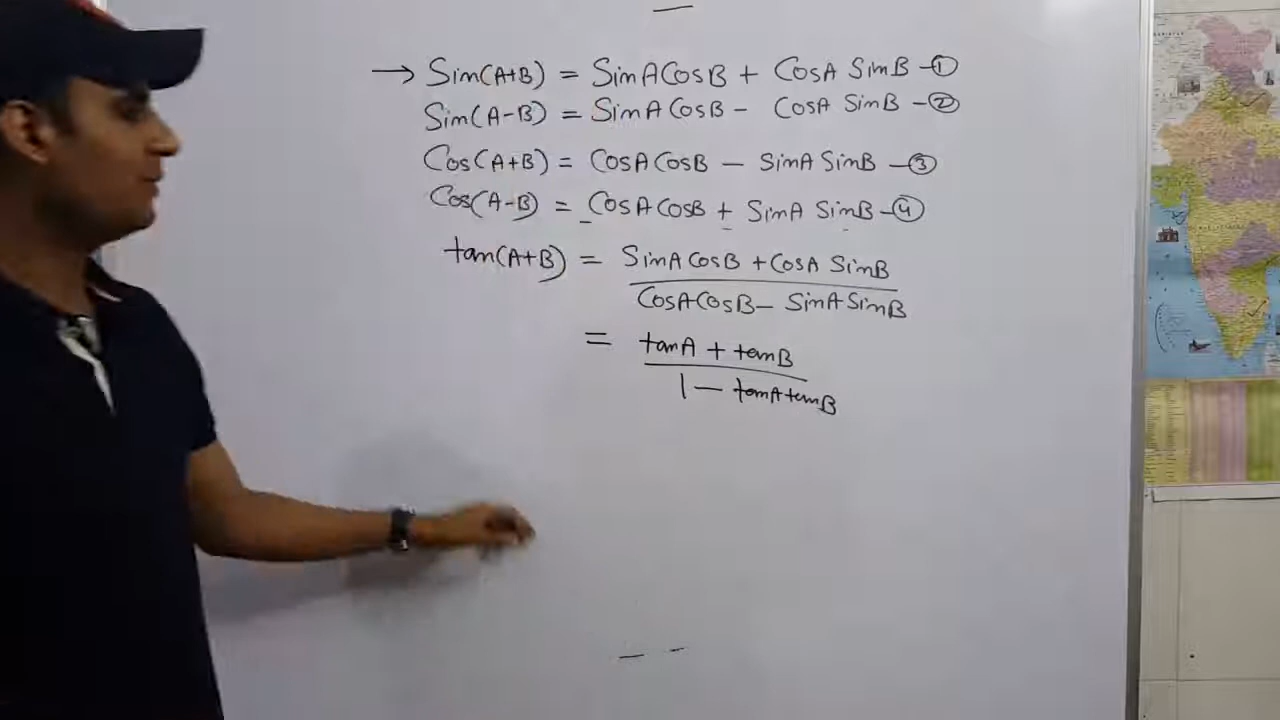 → Sin(A+B) = SinA CosB + CosA SinB - ①
Sin(A-B) = SinA CosB - CosA SinB - ②
Cos(A+B) = CosA CosB - SinA SinB - ③
Cos(A-B) = CosA CosB + SinA SinB - ④
tan(A+B) = SinA CosB + CosA SinB
CosA CosB - SinA SinB
= tanA + tanB
1 - tanA tanB